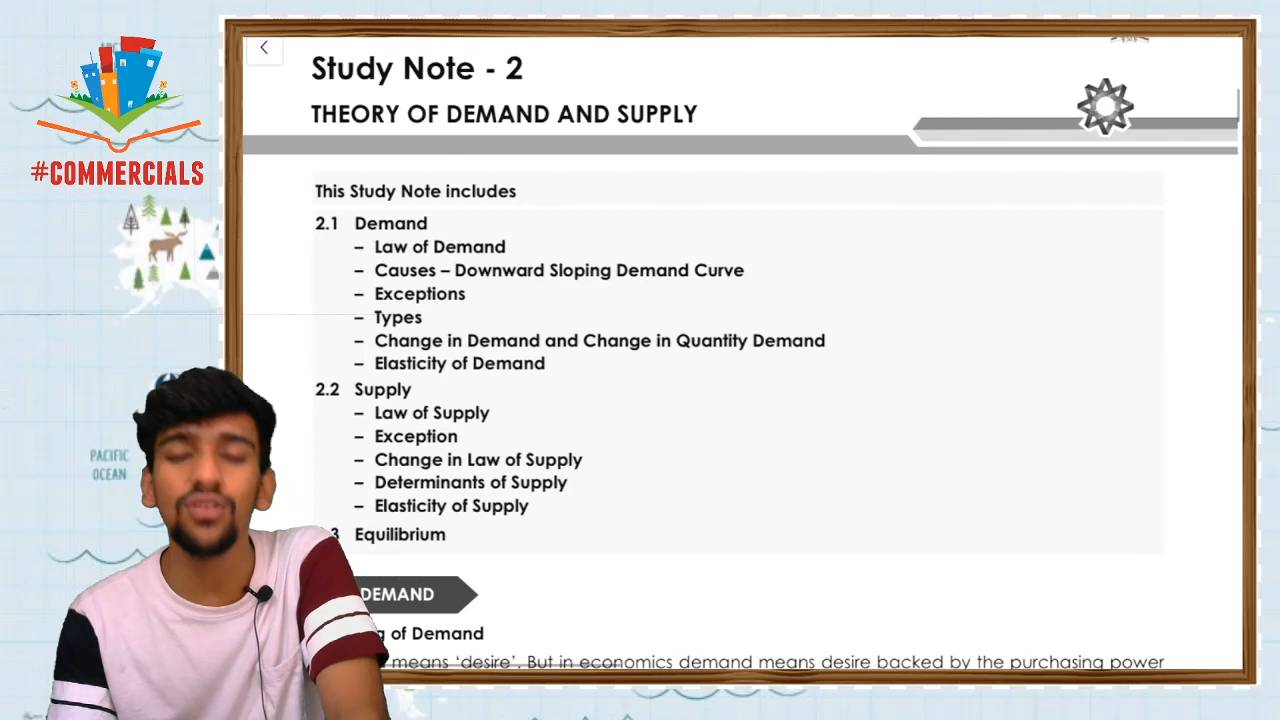 #COMMERCIALS
PACIFIC
OCEAN
Study Note - 2
THEORY OF DEMAND AND SUPPLY
This Study Note includes
2.1 Demand
– Law of Demand
– Causes – Downward Sloping Demand Curve
– Exceptions
– Types
– Change in Demand and Change in Quantity Demand
– Elasticity of Demand
2.2 Supply
– Law of Supply
– Exception
– Change in Law of Supply
– Determinants of Supply
– Elasticity of Supply
3 Equilibrium
DEMAND
of Demand
means ‘desire’. But in economics demand means desire backed by the purchasing power